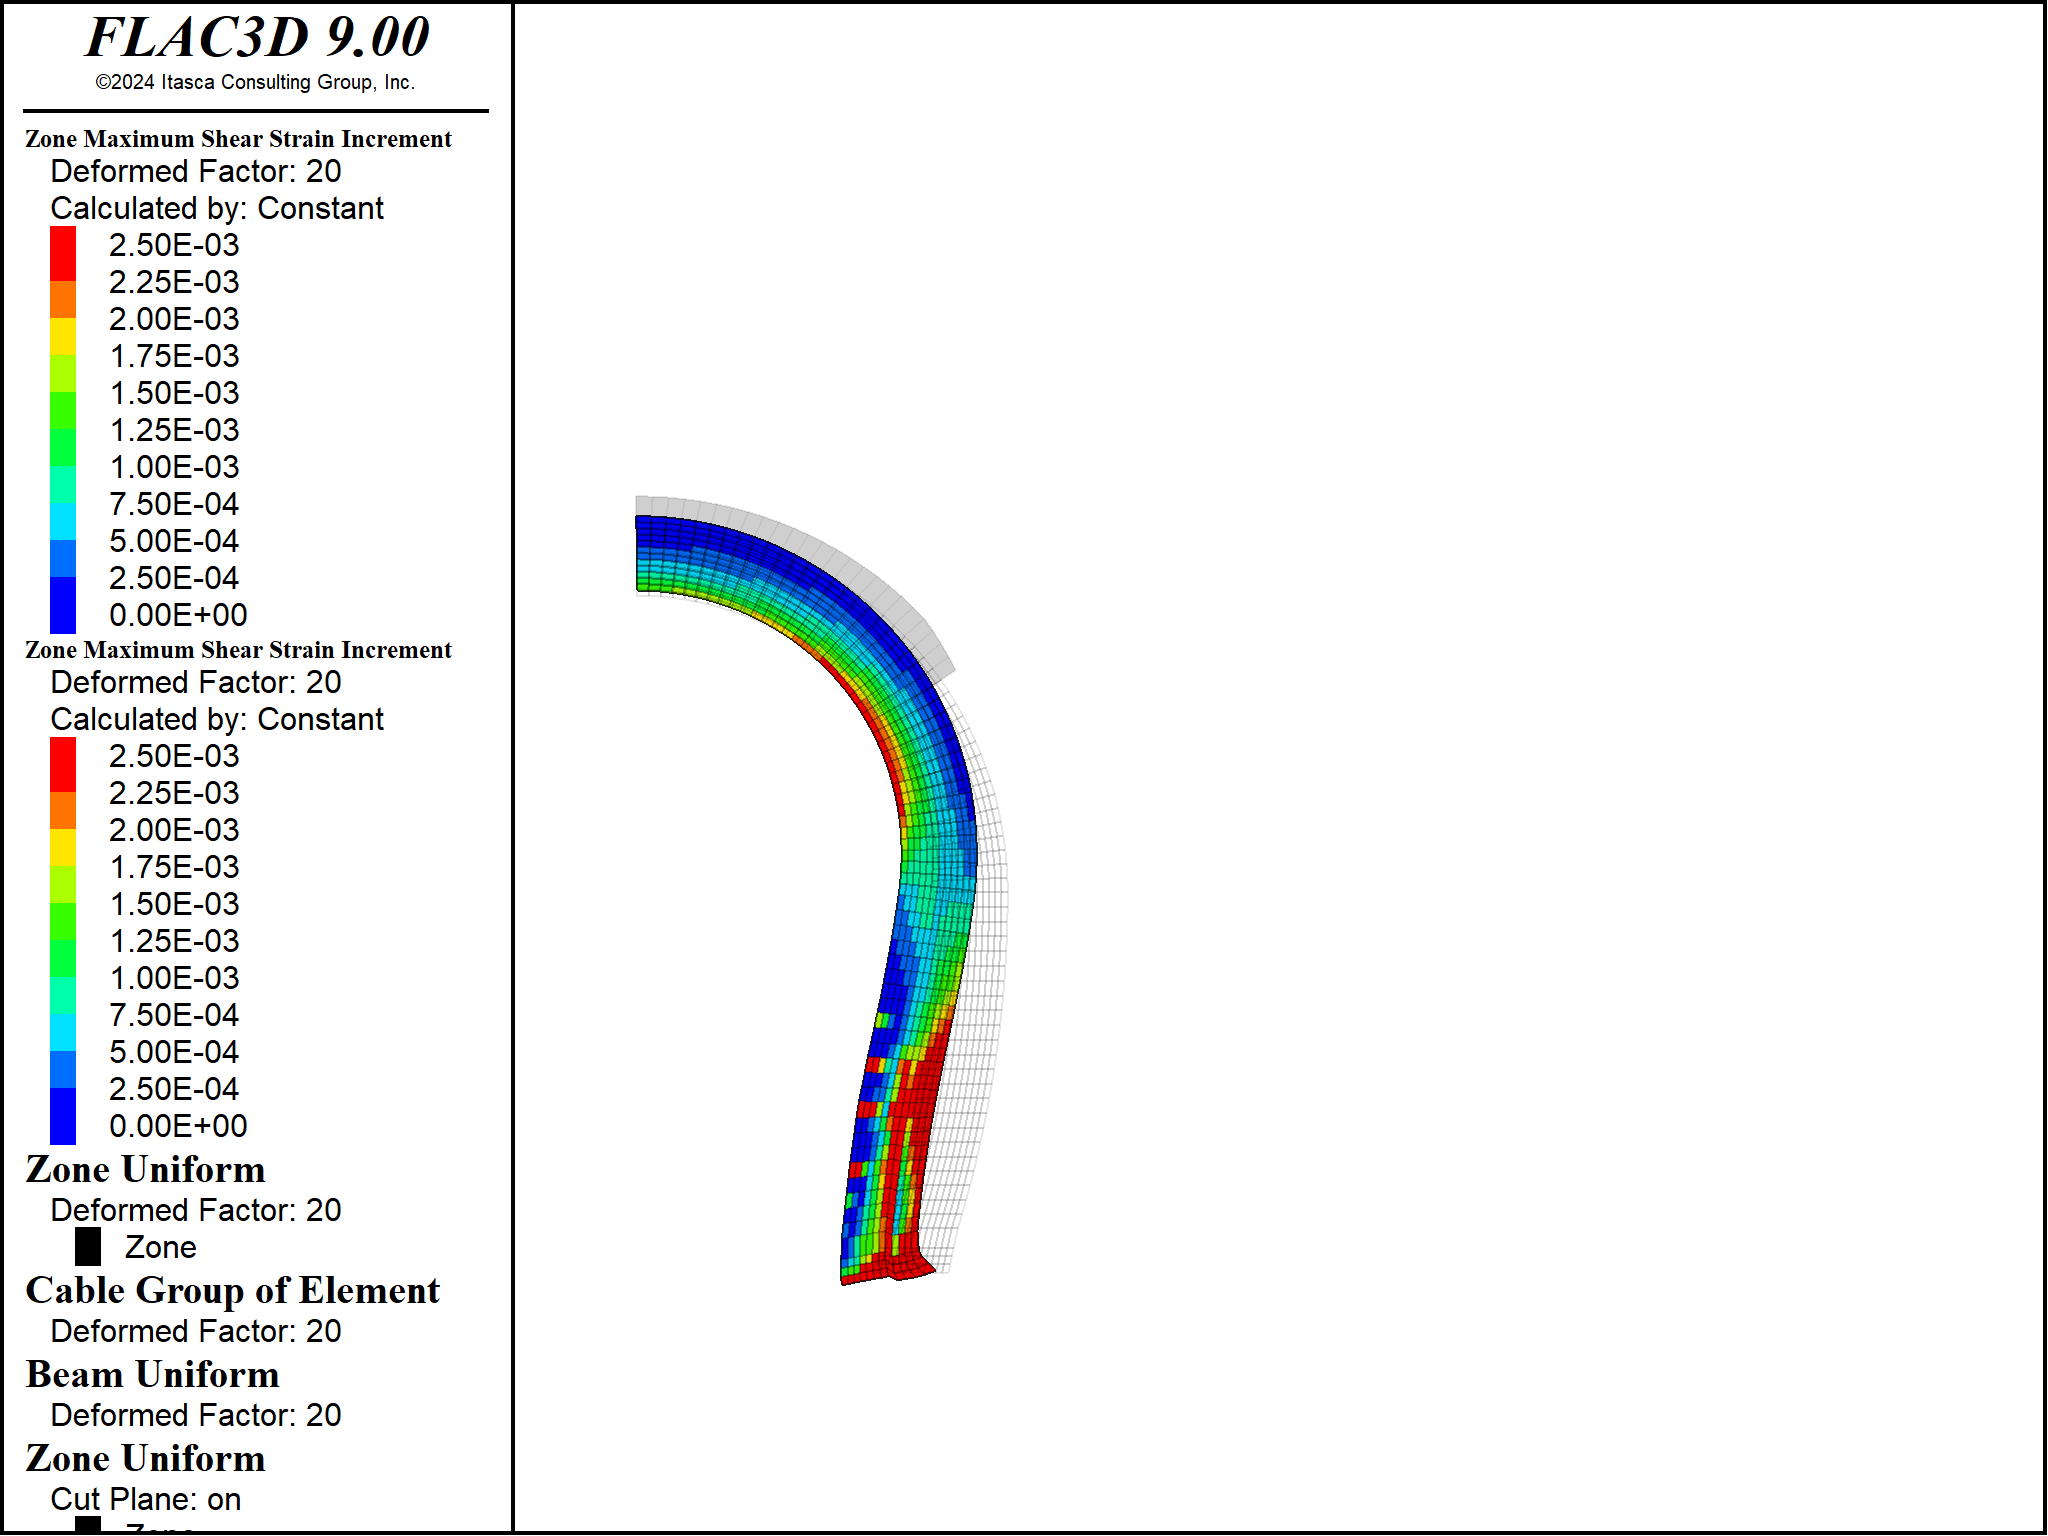 FLAC3D 9.00
©2024 Itasca Consulting Group, Inc.
Zone Maximum Shear Strain Increment
Deformed Factor: 20
Calculated by: Constant
2.50E-03
2.25E-03
2.00E-03
1.75E-03
1.50E-03
1.25E-03
1.00E-03
7.50E-04
5.00E-04
2.50E-04
0.00E+00
Zone Maximum Shear Strain Increment
Deformed Factor: 20
Calculated by: Constant
2.50E-03
2.25E-03
2.00E-03
1.75E-03
1.50E-03
1.25E-03
1.00E-03
7.50E-04
5.00E-04
2.50E-04
0.00E+00
Zone Uniform
Deformed Factor: 20
Zone
Cable Group of Element
Deformed Factor: 20
Beam Uniform
Deformed Factor: 20
Zone Uniform
Cut Plane: on